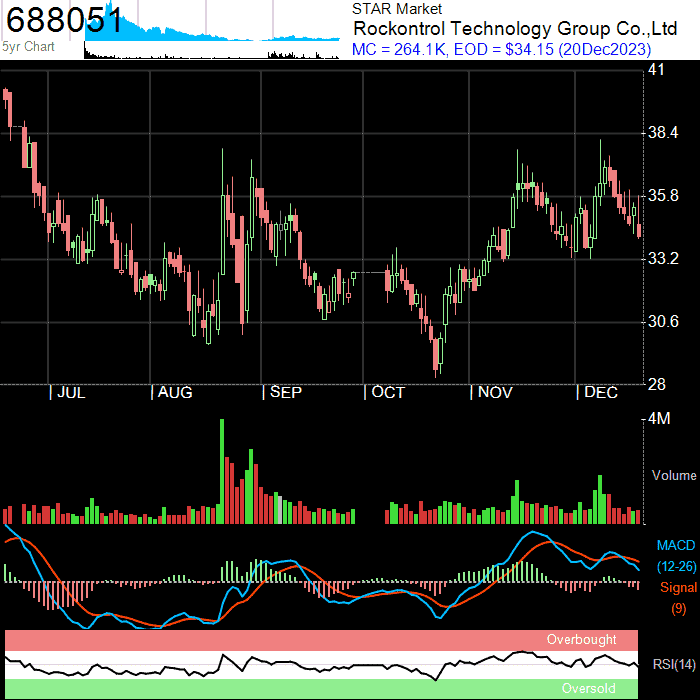 688051
5yr Chart
STAR Market
Rockontrol Technology Group Co.,Ltd
MC = 264.1K, EOD = $34.15 (20Dec2023)
41
38.4
35.8
33.2
30.6
28
JUL
AUG
SEP
OCT
NOV
DEC
4M
Volume
MACD
(12-26)
Signal
(9)
Overbought
RSI(14)
Oversold